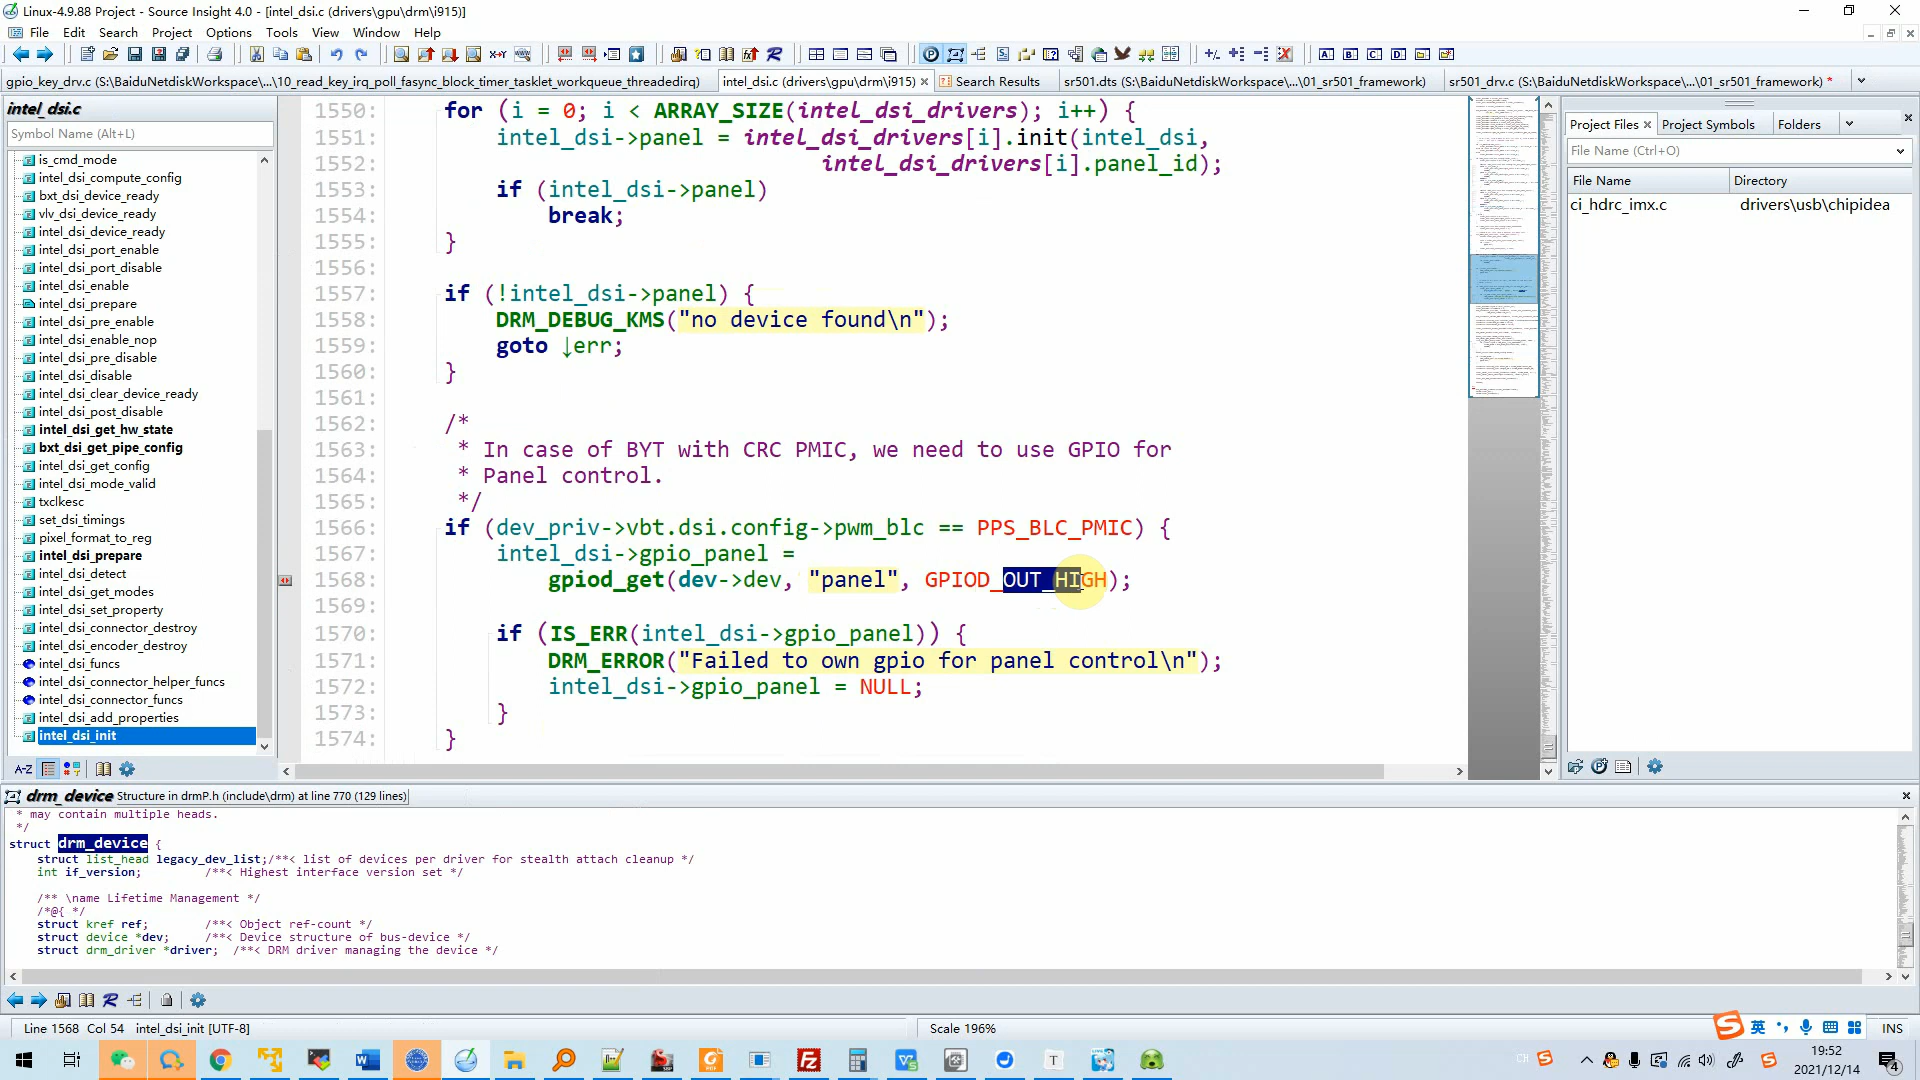 Linux-4.9.88 Project - Source Insight 4.0 - [intel_dsi.c (drivers\gpu\drm\i915)]
File Edit Search Project Options Tools View Window Help
gpio_key_drv.c (S:\BaiduNetdiskWorkspace\...\10_read_key_irq_poll_fasync_block_timer_tasklet_workqueue_threadedirq)
intel_dsi.c (drivers\gpu\drm\i915)
Search Results
sr501.dts (S:\BaiduNetdiskWorkspace\...\01_sr501_framework)
sr501_drv.c (S:\BaiduNetdiskWorkspace\...\01_sr501_framework) *
intel_dsi.c
Symbol Name (Alt+L)
is_cmd_mode
intel_dsi_compute_config
bxt_dsi_device_ready
vlv_dsi_device_ready
intel_dsi_device_ready
intel_dsi_port_enable
intel_dsi_port_disable
intel_dsi_enable
intel_dsi_prepare
intel_dsi_pre_enable
intel_dsi_enable_nop
intel_dsi_pre_disable
intel_dsi_disable
intel_dsi_clear_device_ready
intel_dsi_post_disable
intel_dsi_get_hw_state
bxt_dsi_get_pipe_config
intel_dsi_get_config
intel_dsi_mode_valid
txclkesc
set_dsi_timings
pixel_format_to_reg
intel_dsi_prepare
intel_dsi_detect
intel_dsi_get_modes
intel_dsi_set_property
intel_dsi_connector_destroy
intel_dsi_encoder_destroy
intel_dsi_funcs
intel_dsi_connector_helper_funcs
intel_dsi_connector_funcs
intel_dsi_add_properties
intel_dsi_init
A-Z
1550: for (i = 0; i < ARRAY_SIZE(intel_dsi_drivers); i++) {
1551: intel_dsi->panel = intel_dsi_drivers[i].init(intel_dsi,
1552: intel_dsi_drivers[i].panel_id);
1553: if (intel_dsi->panel)
1554: break;
1555: }
1556:
1557: if (!intel_dsi->panel) {
1558: DRM_DEBUG_KMS("no device found\n");
1559: goto ↓err;
1560: }
1561:
1562: /*
1563: * In case of BYT with CRC PMIC, we need to use GPIO for
1564: * Panel control.
1565: */
1566: if (dev_priv->vbt.dsi.config->pwm_blc == PPS_BLC_PMIC) {
1567: intel_dsi->gpio_panel =
1568: gpiod_get(dev->dev, "panel", GPIOD_OUT_HIGH);
1569:
1570: if (IS_ERR(intel_dsi->gpio_panel)) {
1571: DRM_ERROR("Failed to own gpio for panel control\n");
1572: intel_dsi->gpio_panel = NULL;
1573: }
1574: }
Project Files Project Symbols Folders
File Name (Ctrl+O)
File Name Directory
ci_hdrc_imx.c drivers\usb\chipidea
drm_device Structure in drmP.h (include\drm) at line 770 (129 lines)
* may contain multiple heads.
*/
struct drm_device {
struct list_head legacy_dev_list;/**< list of devices per driver for stealth attach cleanup */
int if_version; /**< Highest interface version set */
/** \name Lifetime Management */
/*@{ */
struct kref ref; /**< Object ref-count */
struct device *dev; /**< Device structure of bus-device */
struct drm_driver *driver; /**< DRM driver managing the device */
Line 1568 Col 54 intel_dsi_init [UTF-8]
Scale 196%
英
INS
19:52
2021/12/14
4